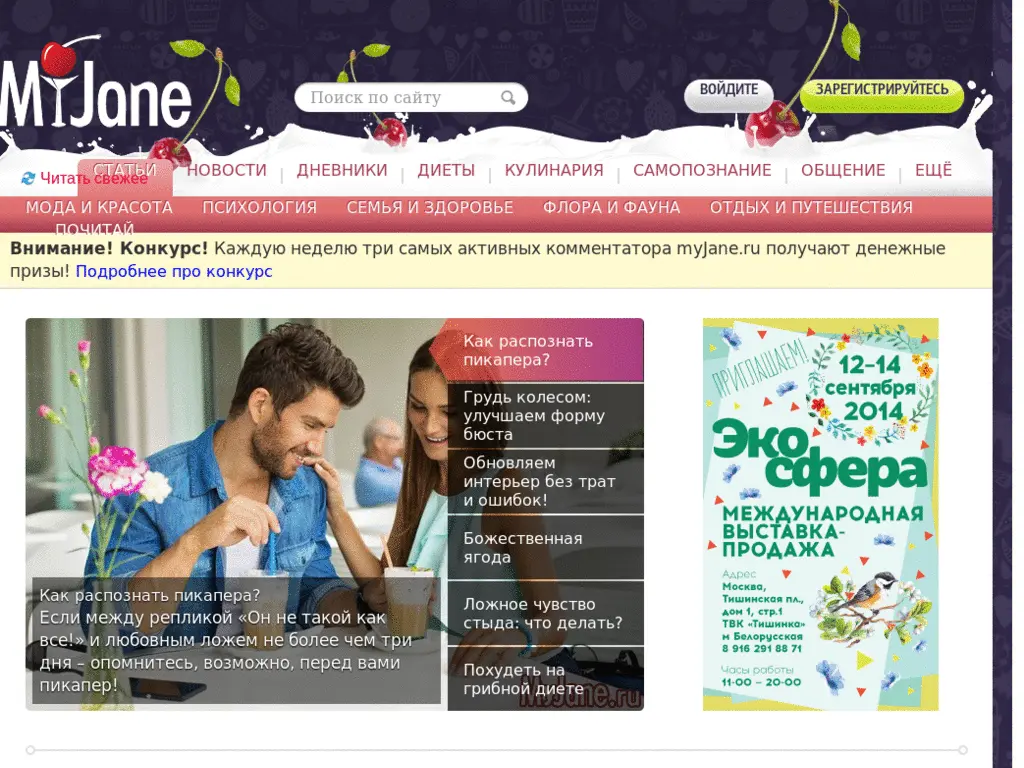 MyJane
Поиск по сайту
ВОЙДИТЕ
ЗАРЕГИСТРИРУЙТЕСЬ
СТАТЬИ
НОВОСТИ
ДНЕВНИКИ
ДИЕТЫ
КУЛИНАРИЯ
САМОПОЗНАНИЕ
ОБЩЕНИЕ
ЕЩЁ
Читать свежее
МОДА И КРАСОТА
ПСИХОЛОГИЯ
СЕМЬЯ И ЗДОРОВЬЕ
ФЛОРА И ФАУНА
ОТДЫХ И ПУТЕШЕСТВИЯ
ПОЧИТАЙ
Внимание! Конкурс! Каждую неделю три самых активных комментатора myJane.ru получают денежные
призы! Подробнее про конкурс
Как распознать
пикапера?
Грудь колесом:
улучшаем форму
бюста
Обновляем
интерьер без трат
и ошибок!
Божественная
ягода
Ложное чувство
стыда: что делать?
Похудеть на
грибной диете
MyJane.ru
Как распознать пикапера?
Если между репликой «Он не такой как
все!» и любовным ложем не более чем три
дня – опомнитесь, возможно, перед вами
пикапер!
ПРИГЛАШАЕМ!
12-14
сентября
2014
Эко
сфера
МЕЖДУНАРОДНАЯ
ВЫСТАВКА-
ПРОДАЖА
Адрес
Москва,
Тишинская пл.,
дом 1, стр.1
ТВК «Тишинка»
м Белорусская
8 916 291 88 71
Часы работы
11-00 – 20-00